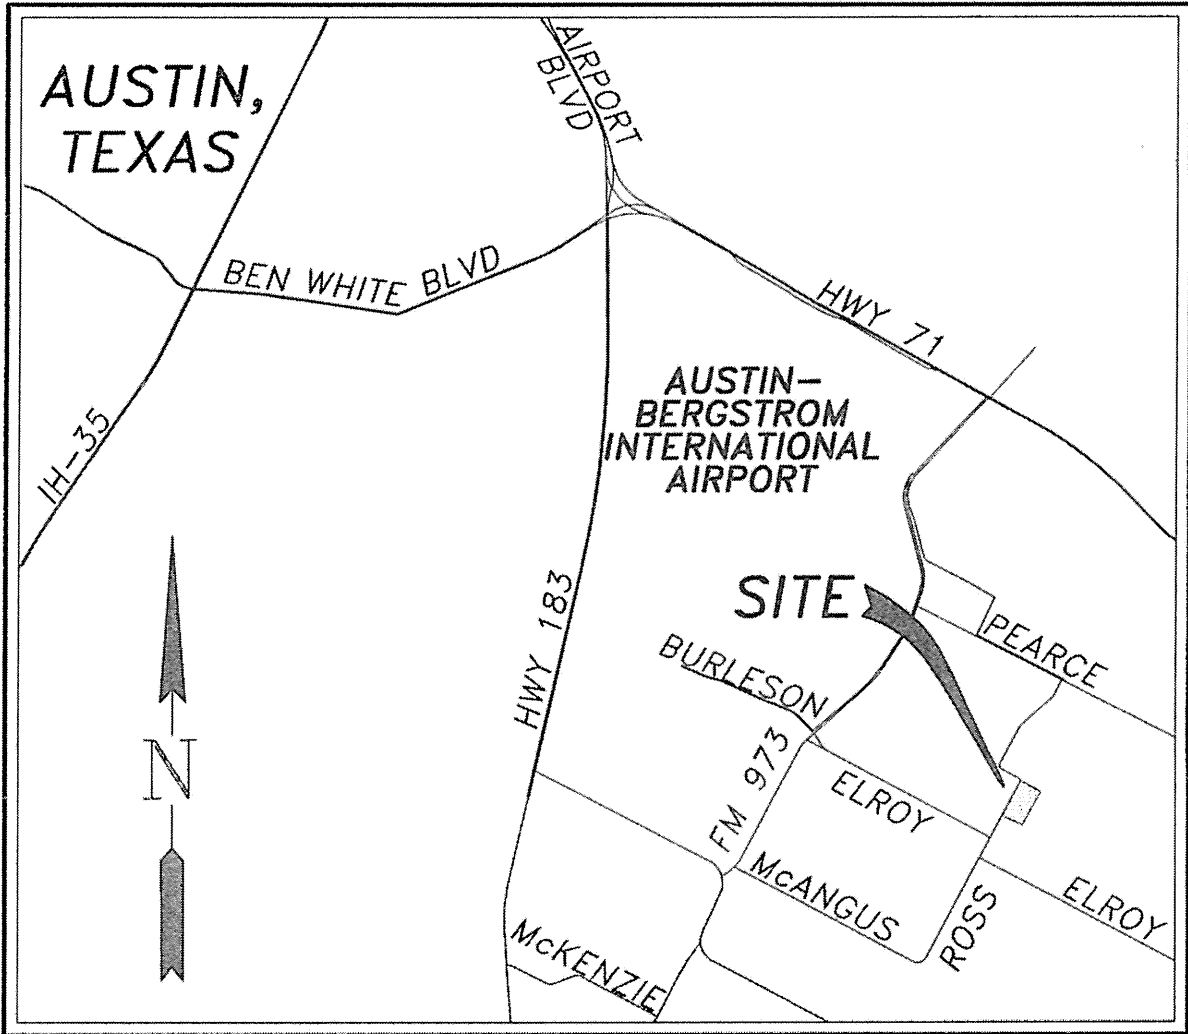 AUSTIN,
TEXAS
AIRPORT
BLVD
BEN WHITE BLVD
HWY 71
IH-35
AUSTIN-
BERGSTROM
INTERNATIONAL
AIRPORT
HWY 183
SITE
PEARCE
BURLESON
N
FM 973
ELROY
McANGUS
ROSS
ELROY
McKENZIE